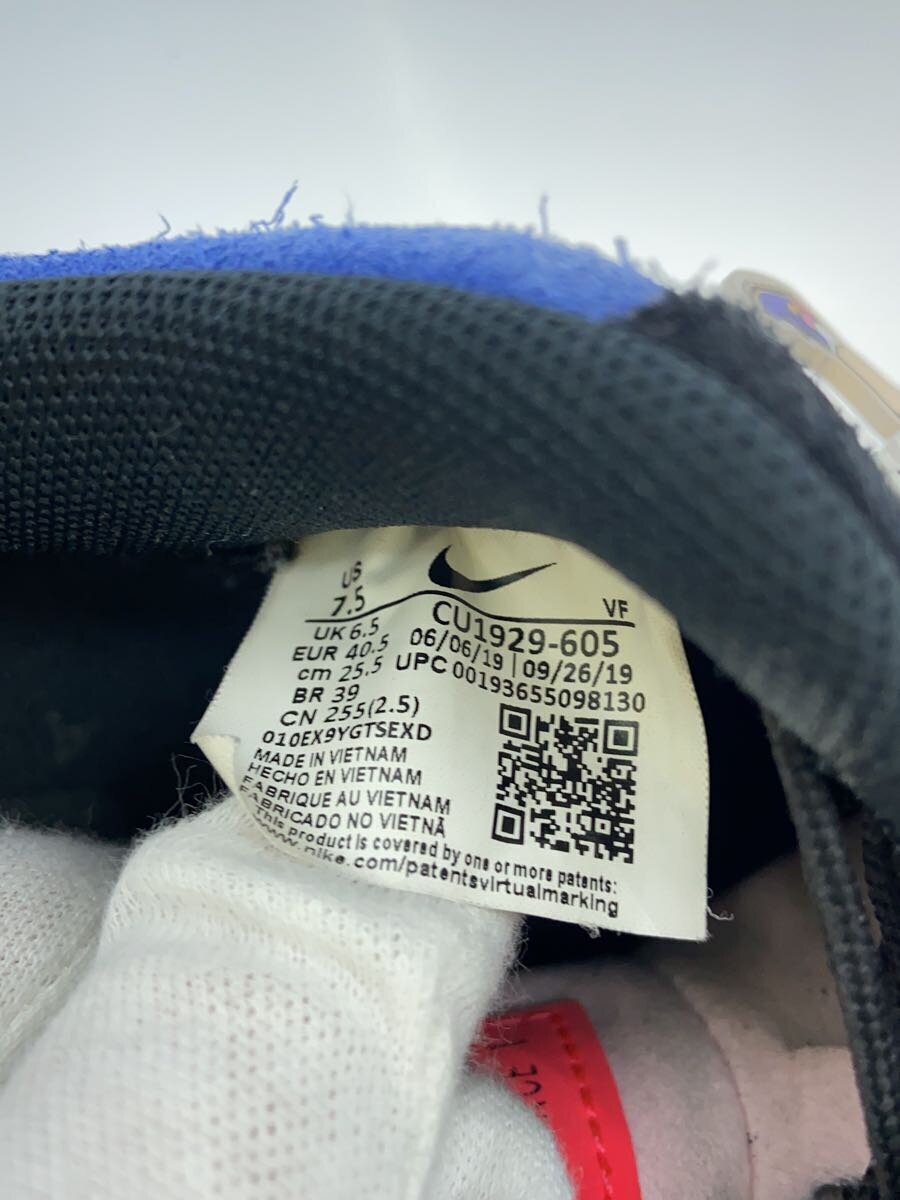 US
7.5
VF
CU1929-605
UK 6.5
06/06/19 | 09/26/19
EUR 40.5
UPC 00193655098130
cm 25.5
BR 39
CN 255(2.5)
010EX9YGTSEXD
MADE IN VIETNAM
HECHO EN VIETNAM
FABRIQUE AU VIETNAM
FABRICADO NO VIETNÃ
This product is covered by one or more patents:
www.nike.com/patentsvirtualmarking